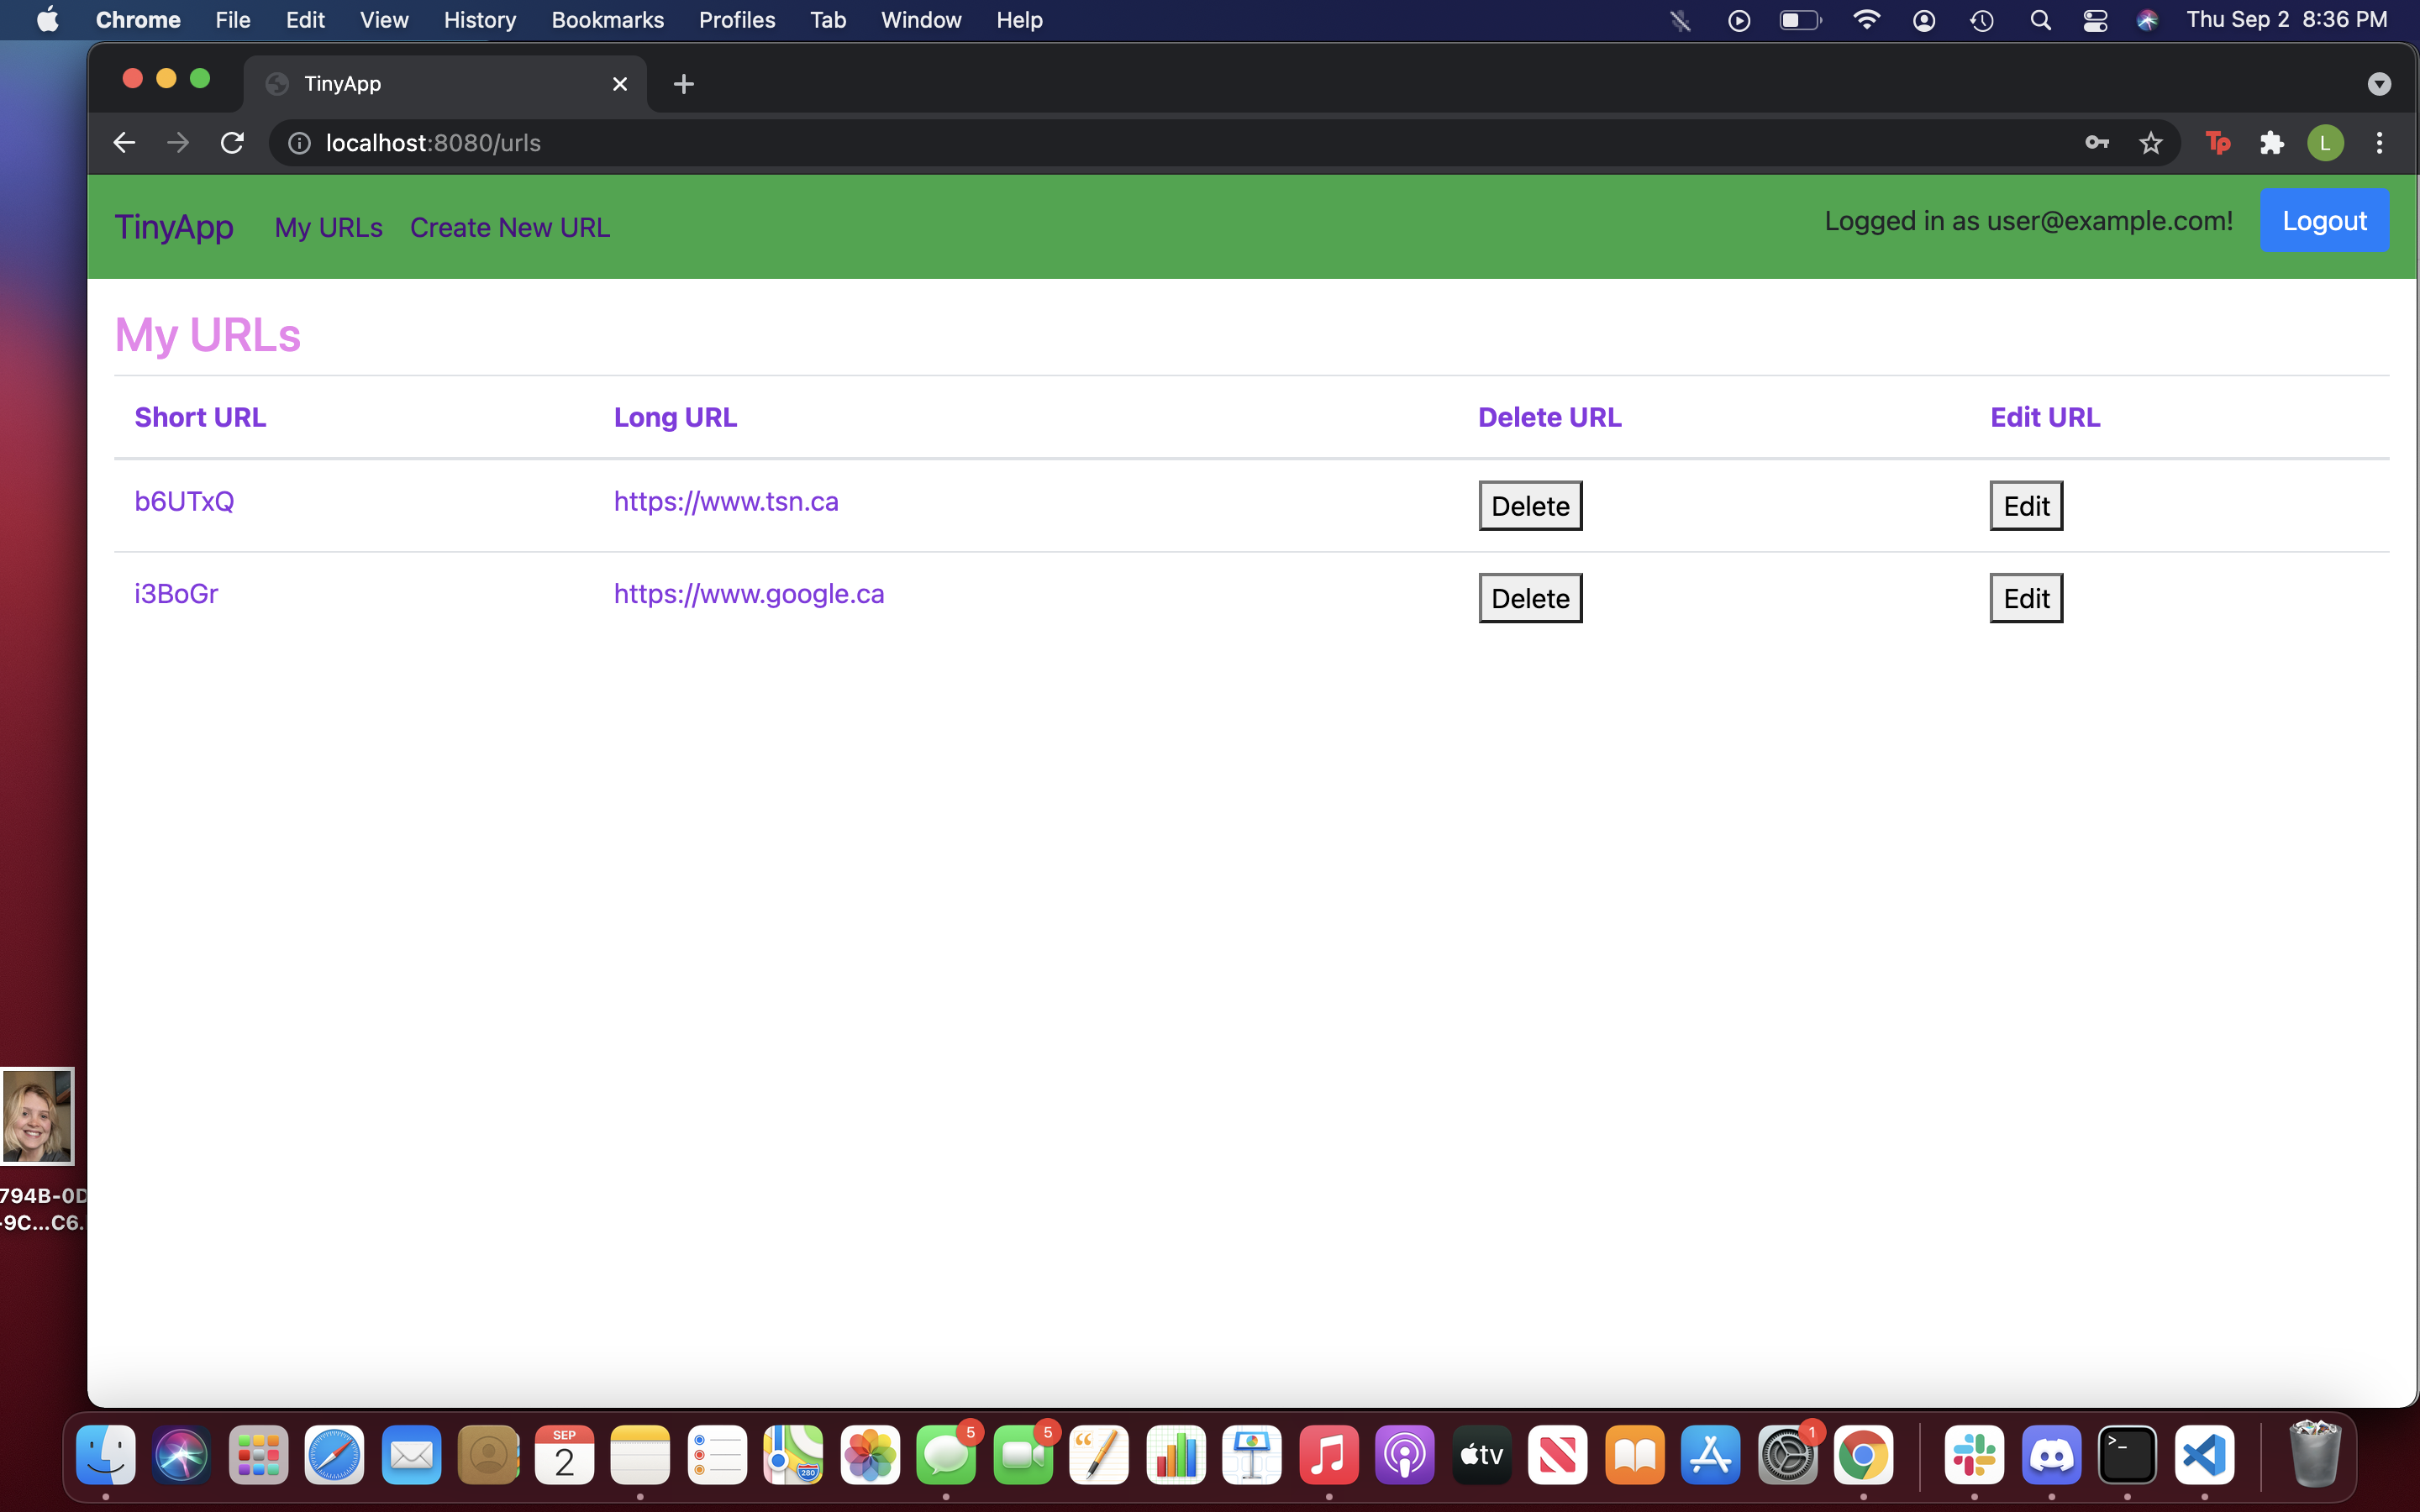 Chrome File Edit View History Bookmarks Profiles Tab Window Help Thu Sep 2 8:36 PM
TinyApp
localhost:8080/urls Tp L
TinyApp My URLs Create New URL Logged in as user@example.com! Logout
My URLs
Short URL Long URL Delete URL Edit URL
b6UTxQ https://www.tsn.ca Delete Edit
i3BoGr https://www.google.ca Delete Edit
794B-0D
-9C...C6.
SEP 5 5 1
2 280 tv >_